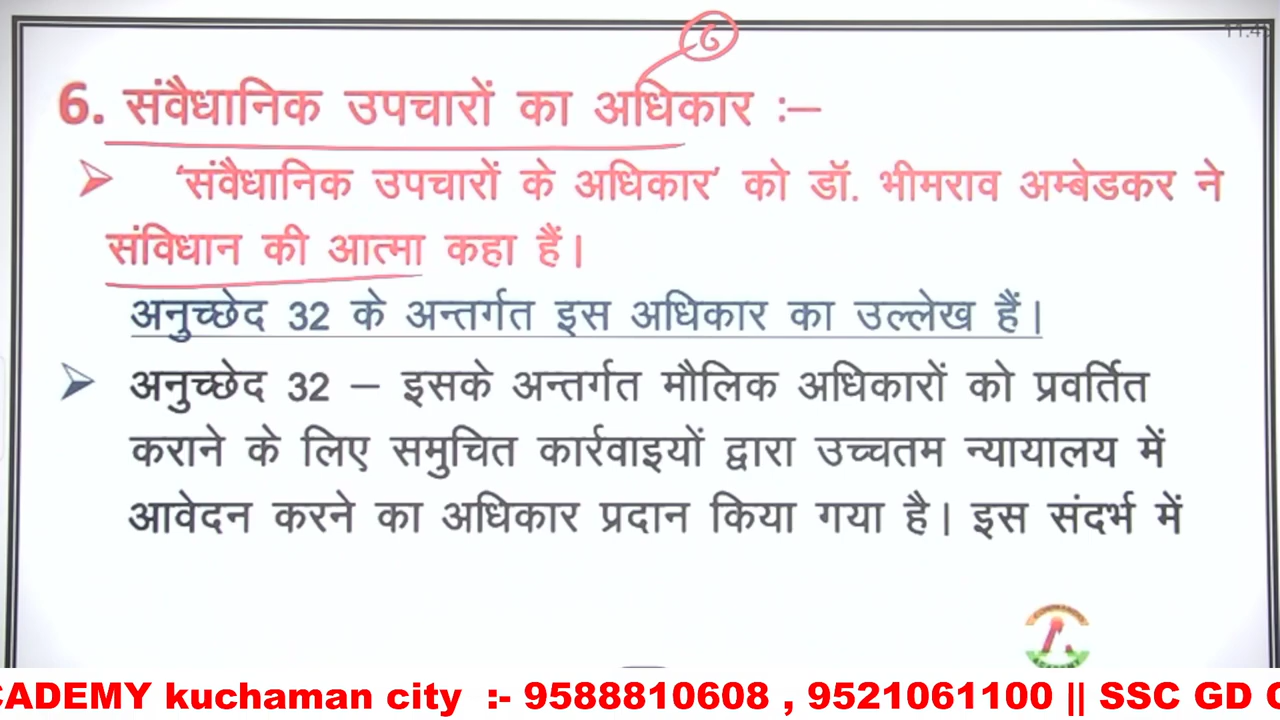 6. संवैधानिक उपचारों का अधिकार :–
'संवैधानिक उपचारों के अधिकार' को डॉ. भीमराव अम्बेडकर ने
संविधान की आत्मा कहा हैं।
अनुच्छेद 32 के अन्तर्गत इस अधिकार का उल्लेख हैं।
अनुच्छेद 32 – इसके अन्तर्गत मौलिक अधिकारों को प्रवर्तित
कराने के लिए समुचित कार्रवाइयों द्वारा उच्चतम न्यायालय में
आवेदन करने का अधिकार प्रदान किया गया है। इस संदर्भ में
CADEMY kuchaman city :- 9588810608 , 9521061100 || SSC GD